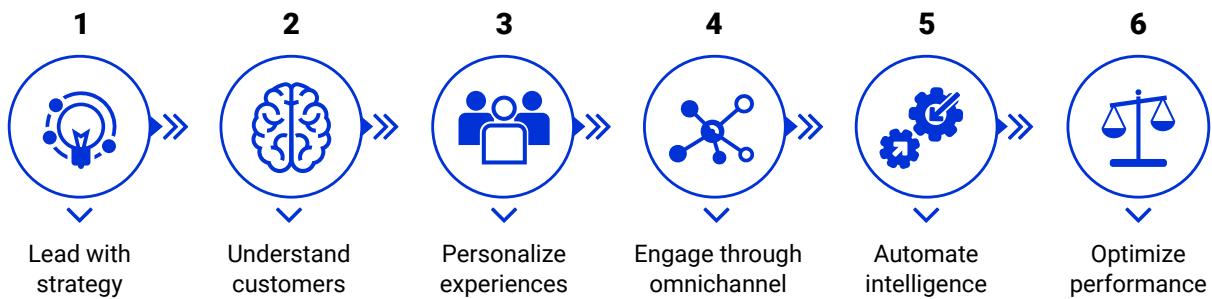 1
2
3
4
5
6
Lead with
strategy
Understand
customers
Personalize
experiences
Engage through
omnichannel
Automate
intelligence
Optimize
performance